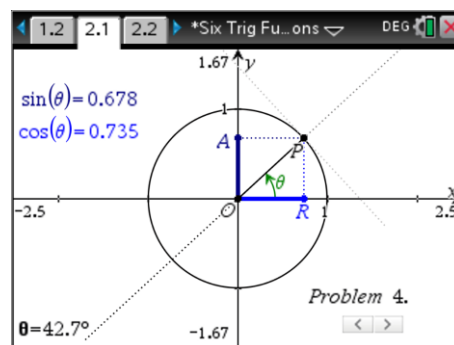 1.2 2.1 2.2 *Six Trig Fu...ons DEG
1.67 y
sin(θ)=0.678
cos(θ)=0.735
1
A
P
θ
-2.5 O R 1 2.5 x
Problem 4.
θ=42.7°
-1.67